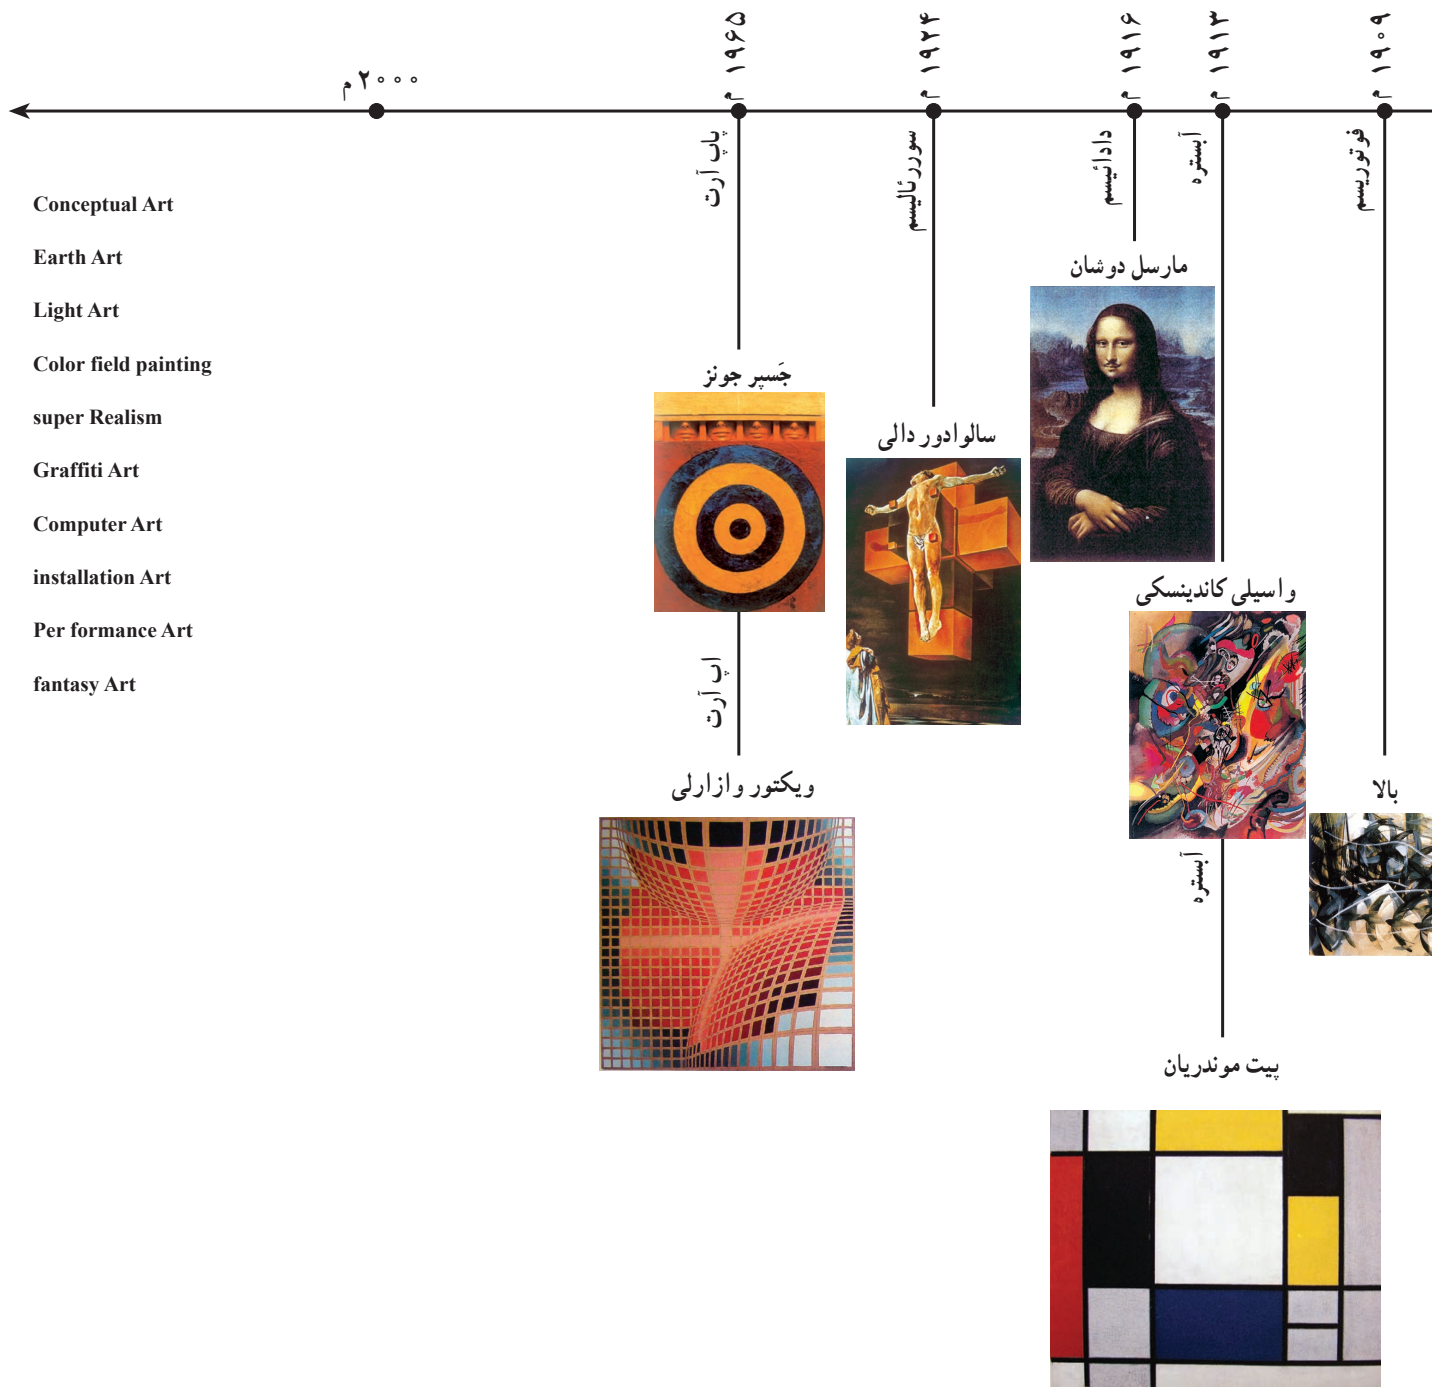 ۱۹۰۹ م
۱۹۱۳ م
۱۹۱۶ م
۱۹۲۴ م
۱۹۶۵ م
۲۰۰۰ م
فوتوریسم
آبستره
دادائیسم
سوررئالیسم
پاپ آرت
مارسل دوشان
جَسپر جونز
سالوادور دالی
واسیلی کاندینسکی
اپ آرت
ویکتور وازارلی
بالا
آبستره
پیت موندریان
Conceptual Art
Earth Art
Light Art
Color field painting
super Realism
Graffiti Art
Computer Art
installation Art
Per formance Art
fantasy Art